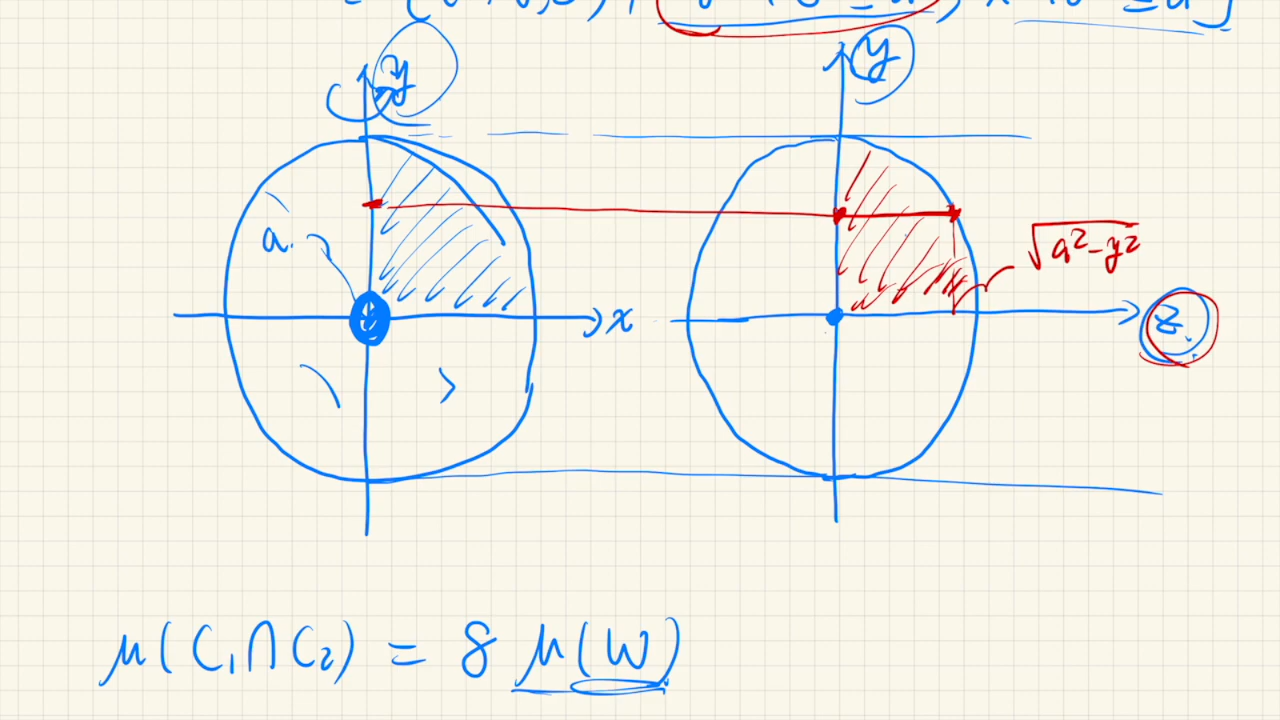 y
y
a
√a²-y²
x
z
μ(C₁∩C₂) = 8 μ(W)